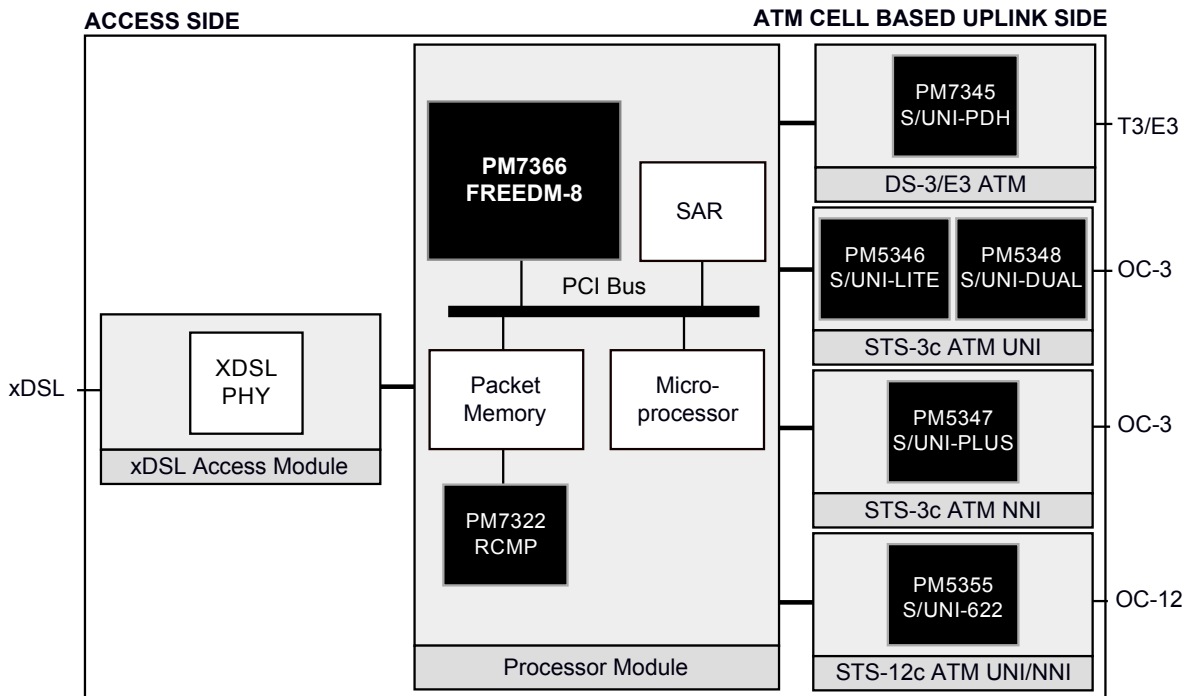 ACCESS SIDE
ATM CELL BASED UPLINK SIDE
xDSL
XDSL
PHY
xDSL Access Module
PM7366
FREEDM-8
SAR
PCI Bus
Packet
Memory
Micro-
processor
PM7322
RCMP
Processor Module
PM7345
S/UNI-PDH
DS-3/E3 ATM
T3/E3
PM5346
S/UNI-LITE
PM5348
S/UNI-DUAL
STS-3c ATM UNI
OC-3
PM5347
S/UNI-PLUS
STS-3c ATM NNI
OC-3
PM5355
S/UNI-622
STS-12c ATM UNI/NNI
OC-12